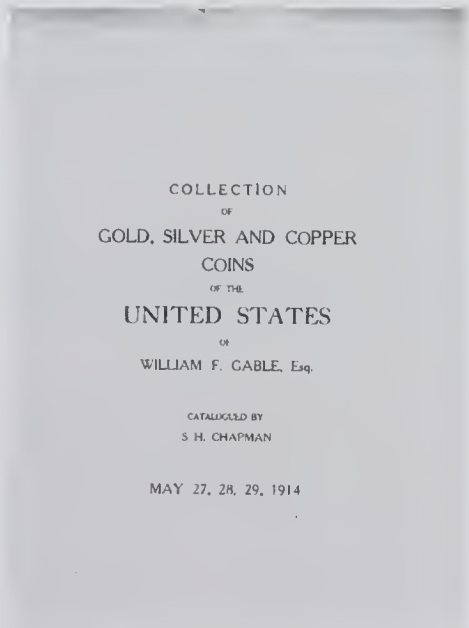 COLLECTION
OF
GOLD, SILVER AND COPPER
COINS
OF THE
UNITED STATES
OF
WILLIAM F. GABLE, Esq.
CATALOGUED BY
S H. CHAPMAN
MAY 27, 28, 29, 1914